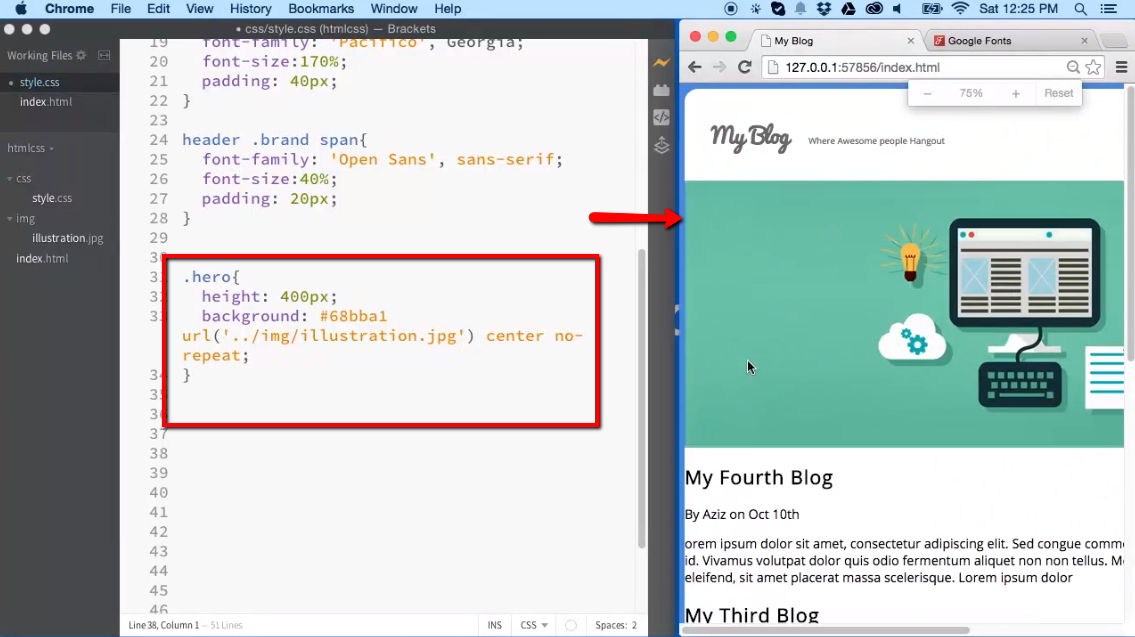 Chrome File Edit View History Bookmarks Window Help Sat 12:25 PM
• css/style.css (htmlcss) — Brackets
Working Files
• style.css
index.html
htmlcss
css
style.css
img
illustration.jpg
index.html
19 font-family: 'Pacifico', Georgia;
20 font-size:170%;
21 padding: 40px;
22 }
23
24 header .brand span{
25 font-family: 'Open Sans', sans-serif;
26 font-size:40%;
27 padding: 20px;
28 }
29
30
31 .hero{
32 height: 400px;
33 background: #68bba1
url('../img/illustration.jpg') center no-
repeat;
34 }
35
36
37
38
39
40
41
42
43
44
45
46
Line 38, Column 1 — 51 Lines INS CSS Spaces: 2
My Blog × Google Fonts ×
127.0.0.1:57856/index.html
− 75% + Reset
My Blog Where Awesome people Hangout
My Fourth Blog
By Aziz on Oct 10th
orem ipsum dolor sit amet, consectetur adipiscing elit. Sed congue comm
id. Vivamus dolor quis odio fermentum aliquet non non tellus. M
eleifend, sit amet placerat massa scelerisque. Lorem ipsum dolor
My Third Blog